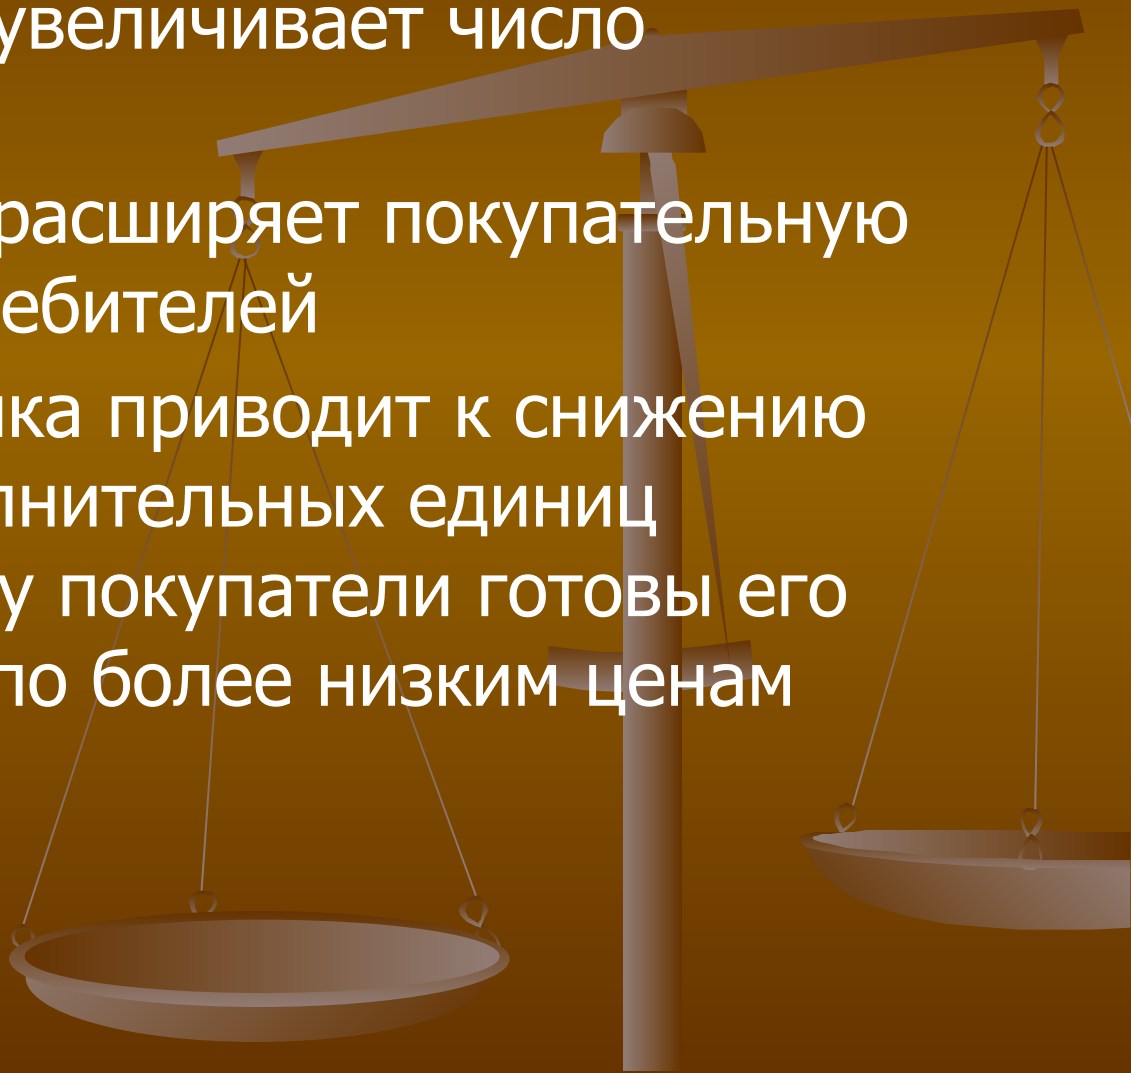 увеличивает число
расширяет покупательную
ебителей
ка приводит к снижению
лнительных единиц
у покупатели готовы его
по более низким ценам